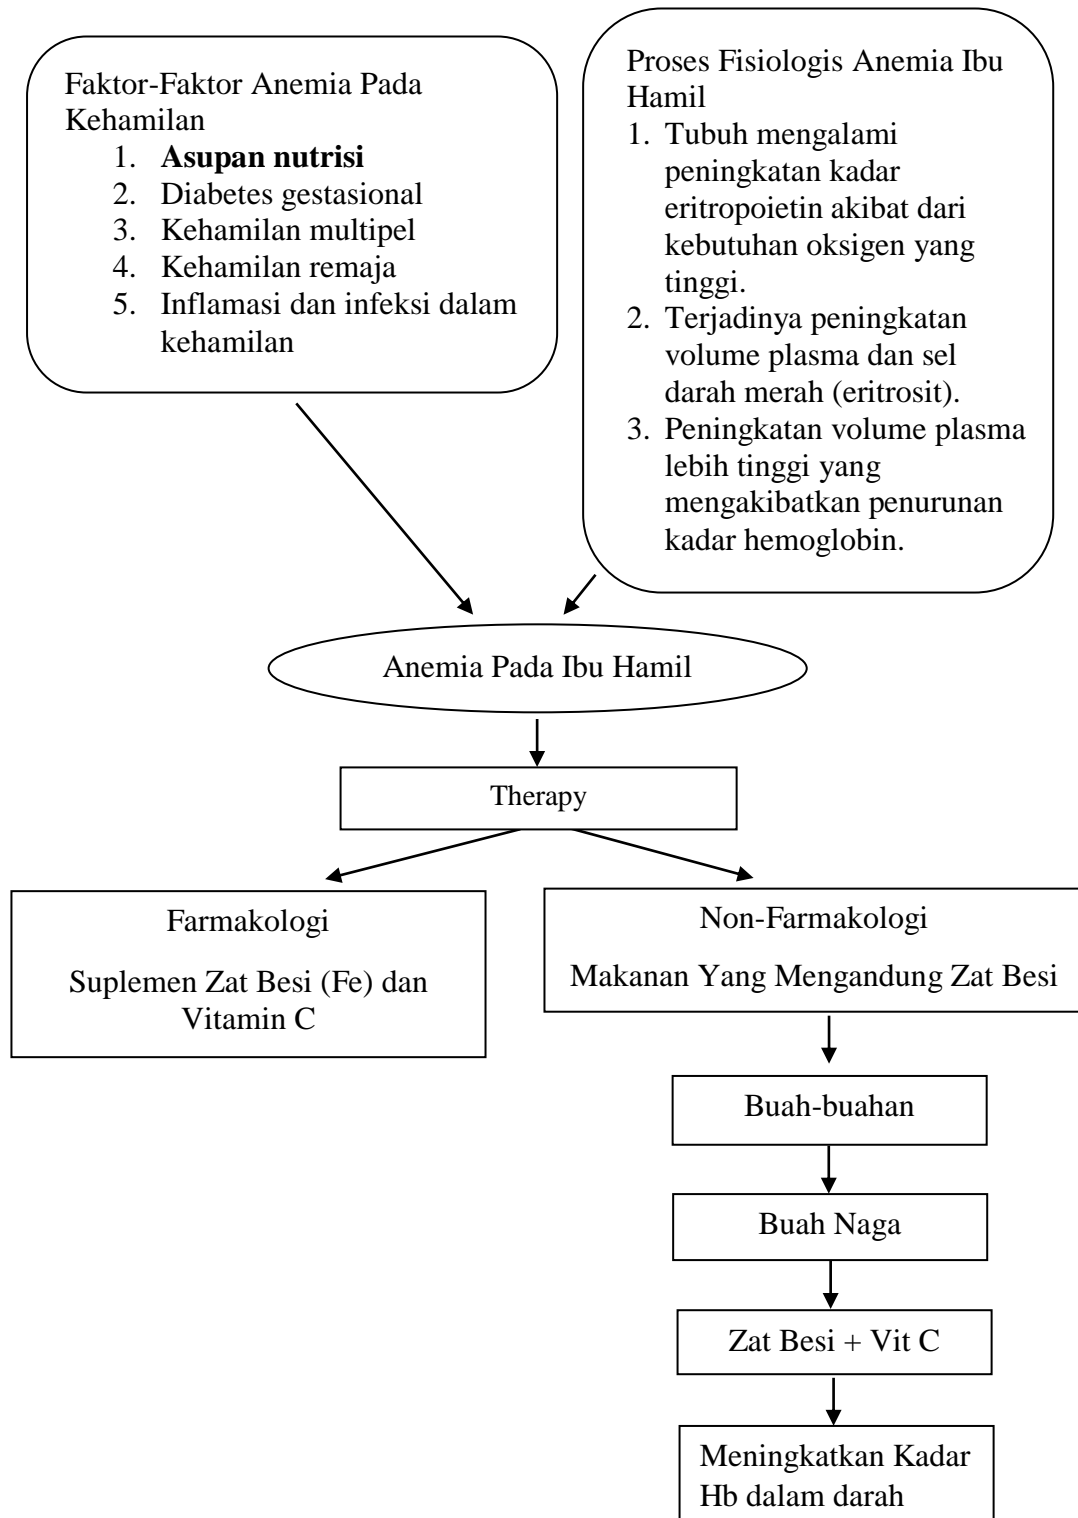 Faktor-Faktor Anemia Pada
Kehamilan
1. Asupan nutrisi
2. Diabetes gestasional
3. Kehamilan multipel
4. Kehamilan remaja
5. Inflamasi dan infeksi dalam
kehamilan
Proses Fisiologis Anemia Ibu
Hamil
1. Tubuh mengalami
peningkatan kadar
eritropoietin akibat dari
kebutuhan oksigen yang
tinggi.
2. Terjadinya peningkatan
volume plasma dan sel
darah merah (eritrosit).
3. Peningkatan volume plasma
lebih tinggi yang
mengakibatkan penurunan
kadar hemoglobin.
Anemia Pada Ibu Hamil
Therapy
Farmakologi
Suplemen Zat Besi (Fe) dan
Vitamin C
Non-Farmakologi
Makanan Yang Mengandung Zat Besi
Buah-buahan
Buah Naga
Zat Besi + Vit C
Meningkatkan Kadar
Hb dalam darah